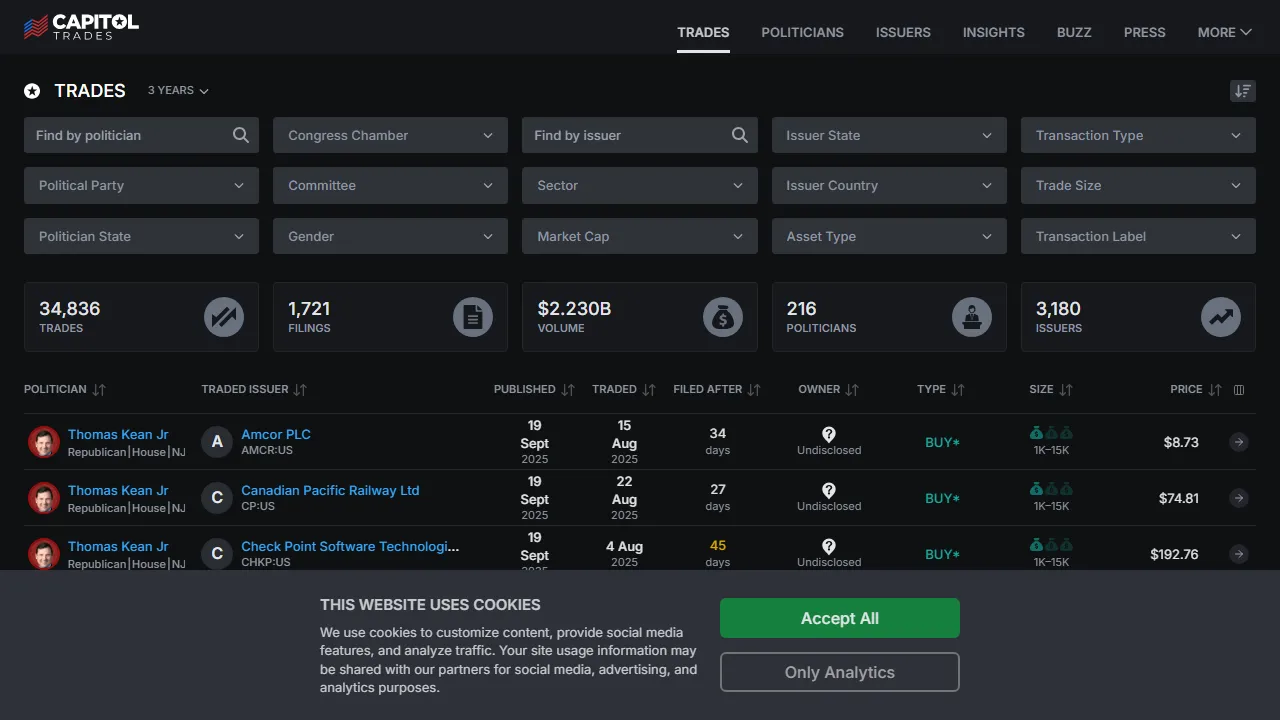 CAPITOL
TRADES
TRADES POLITICIANS ISSUERS INSIGHTS BUZZ PRESS MORE
TRADES 3 YEARS
Find by politician Congress Chamber Find by issuer Issuer State Transaction Type
Political Party Committee Sector Issuer Country Trade Size
Politician State Gender Market Cap Asset Type Transaction Label
34,836 1,721 $2.230B 216 3,180
TRADES FILINGS VOLUME POLITICIANS ISSUERS
POLITICIAN TRADED ISSUER PUBLISHED TRADED FILED AFTER OWNER TYPE SIZE PRICE
Thomas Kean Jr
Republican|House|NJ
A
Amcor PLC
AMCR:US
19
Sept
2025
15
Aug
2025
34
days
Undisclosed
BUY*
1K–15K
$8.73
Thomas Kean Jr
Republican|House|NJ
C
Canadian Pacific Railway Ltd
CP:US
19
Sept
2025
22
Aug
2025
27
days
Undisclosed
BUY*
1K–15K
$74.81
Thomas Kean Jr
Republican|House|NJ
C
Check Point Software Technologi...
CHKP:US
19
Sept
2025
4 Aug
2025
45
days
Undisclosed
BUY*
1K–15K
$192.76
THIS WEBSITE USES COOKIES
We use cookies to customize content, provide social media
features, and analyze traffic. Your site usage information may
be shared with our partners for social media, advertising, and
analytics purposes.
Accept All
Only Analytics